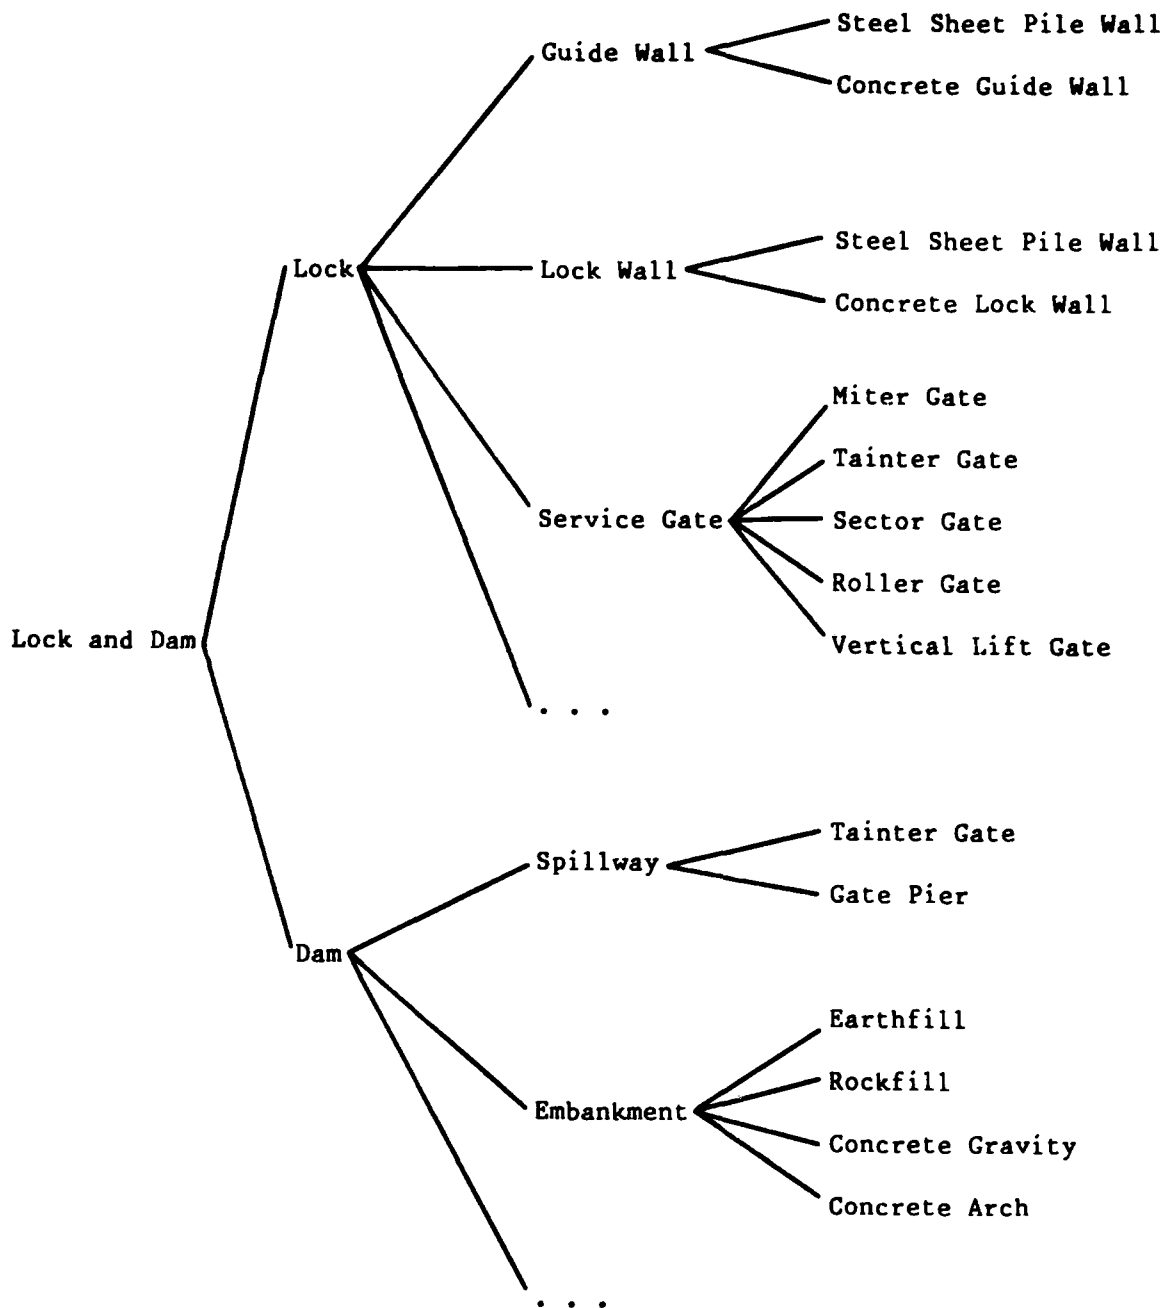 Steel Sheet Pile Wall
Guide Wall
Concrete Guide Wall
Steel Sheet Pile Wall
Lock
Lock Wall
Concrete Lock Wall
Miter Gate
Tainter Gate
Service Gate
Sector Gate
Roller Gate
Lock and Dam
Vertical Lift Gate
. . .
Tainter Gate
Spillway
Gate Pier
Dam
Earthfill
Rockfill
Embankment
Concrete Gravity
Concrete Arch
. . .